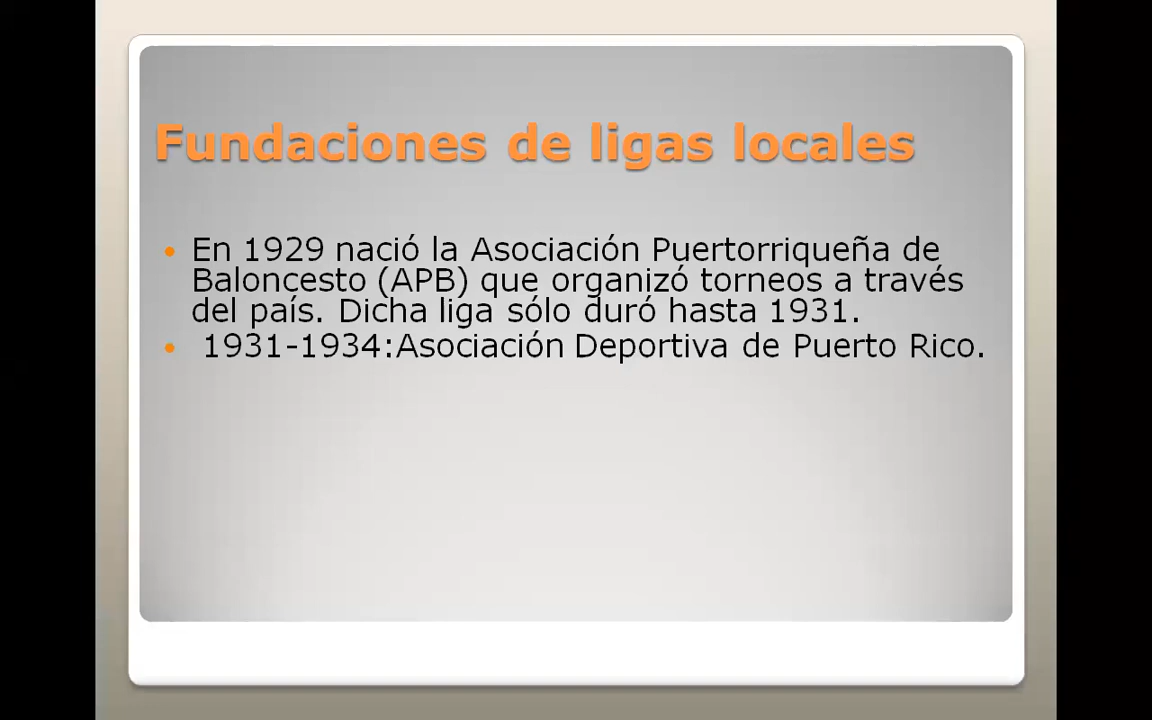 Fundaciones de ligas locales
• En 1929 nació la Asociación Puertorriqueña de
Baloncesto (APB) que organizó torneos a través
del país. Dicha liga sólo duró hasta 1931.
• 1931-1934:Asociación Deportiva de Puerto Rico.